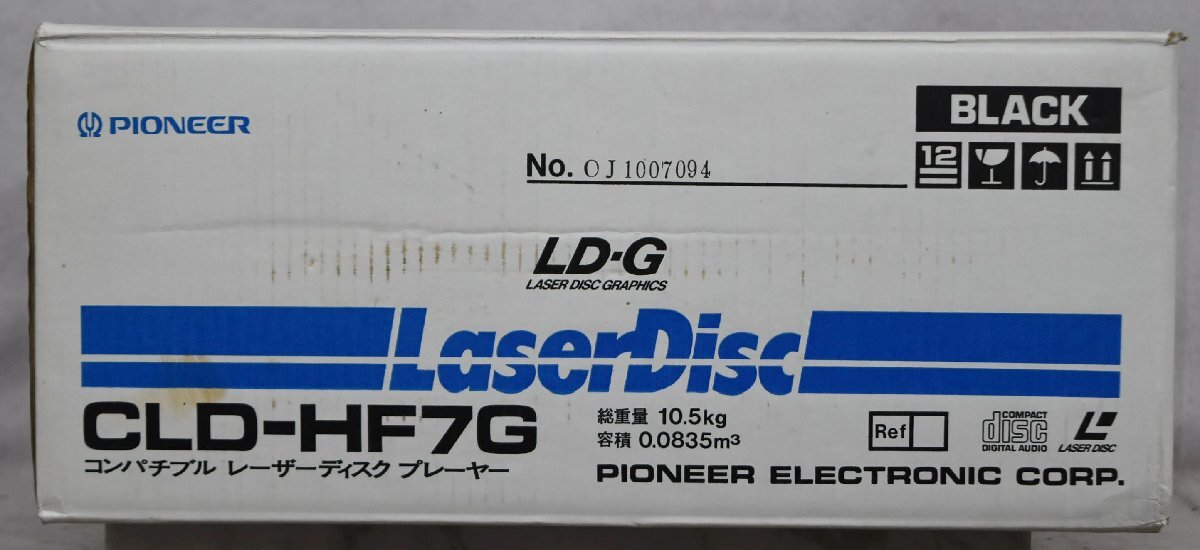 PIONEER
BLACK
No. OJ1007094
12
LD-G
LASER DISC GRAPHICS
LaserDisc
CLD-HF7G
総重量 10.5kg
容積 0.0835m³
Ref
COMPACT
disc
DIGITAL AUDIO
LASER DISC
コンパチブル レーザーディスク プレーヤー
PIONEER ELECTRONIC CORP.